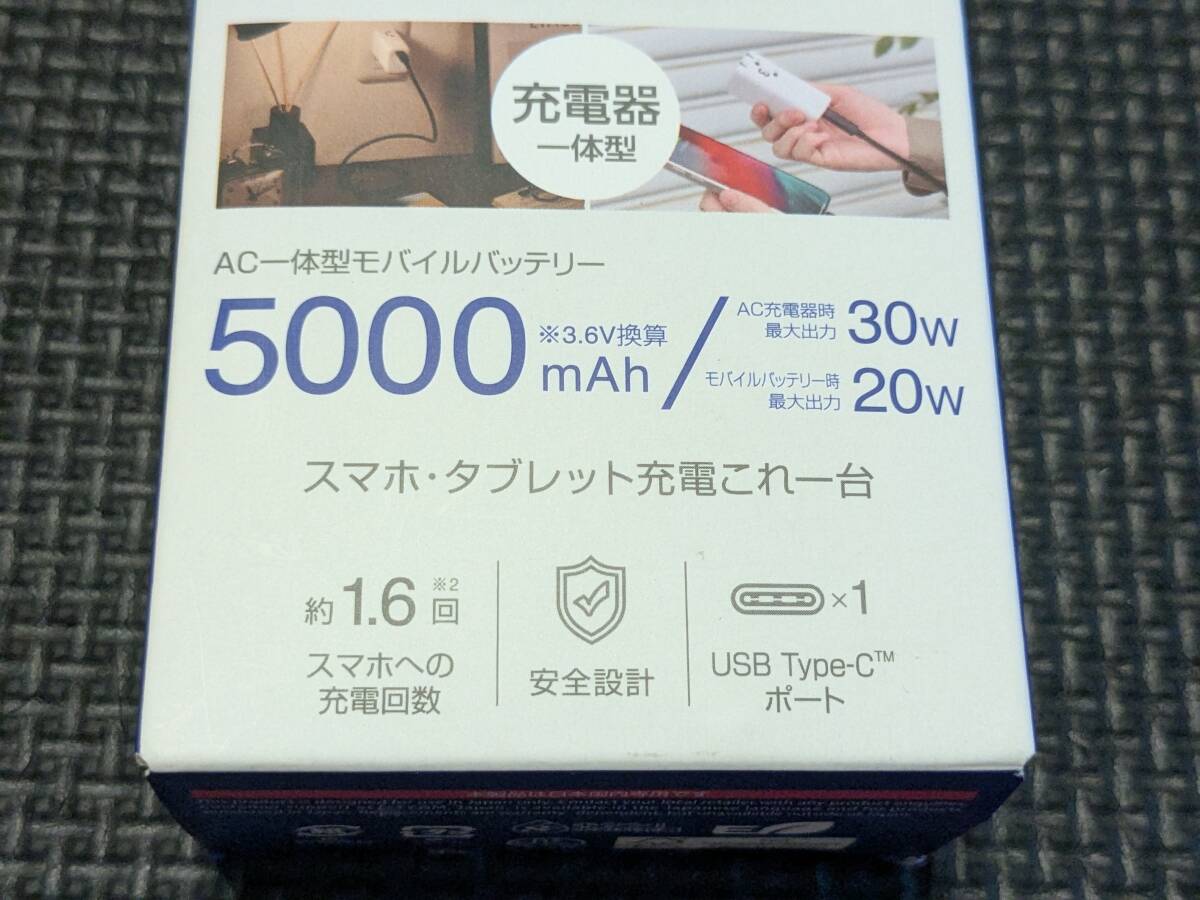 充電器
一体型
AC一体型モバイルバッテリー
5000 ※3.6V換算 mAh
AC充電器時
最大出力 30W
モバイルバッテリー時
最大出力 20W
スマホ・タブレット充電これ一台
約1.6回※2
スマホへの
充電回数
安全設計
×1
USB Type-C™
ポート